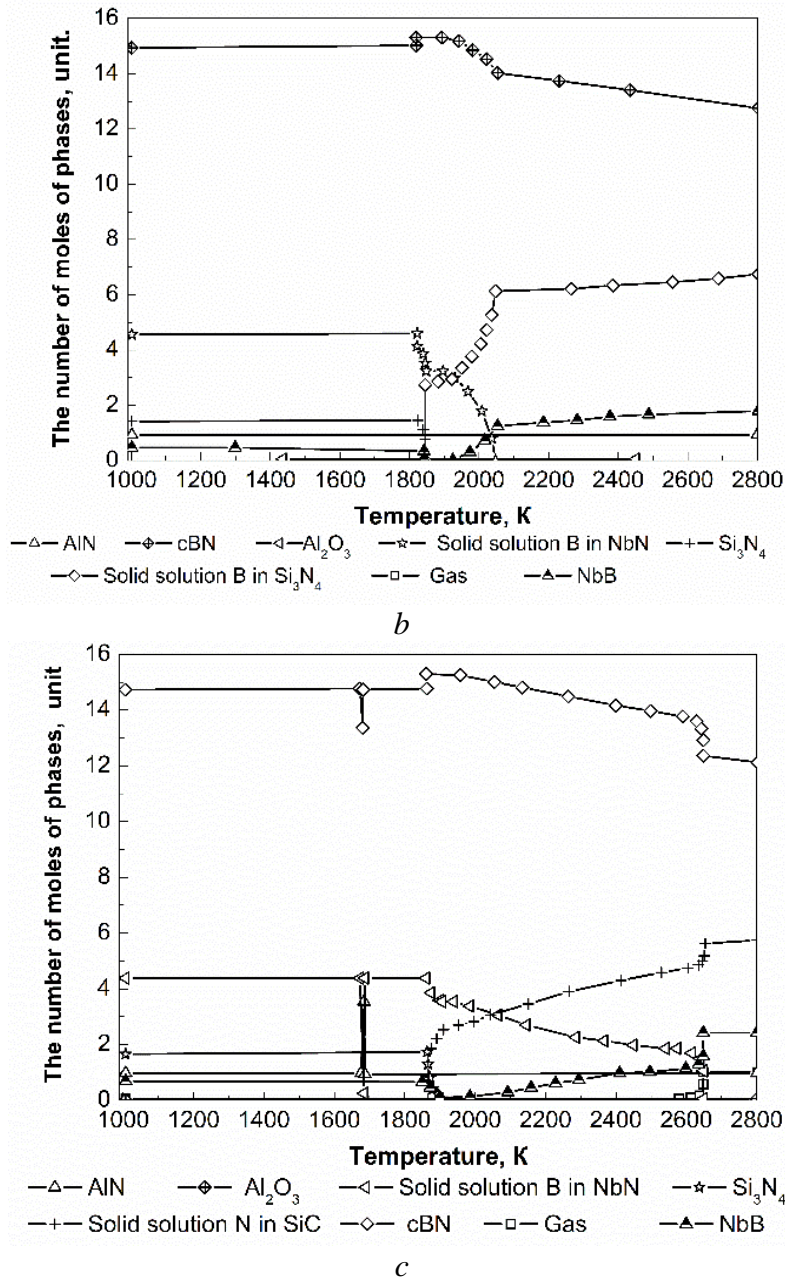 16
14
12
10
8
6
4
2
0
The number of moles of phases, unit.
1000 1200 1400 1600 1800 2000 2200 2400 2600 2800
Temperature, K
AlN cBN Al₂O₃ Solid solution B in NbN Si₃N₄
Solid solution B in Si₃N₄ Gas NbB
b
16
14
12
10
8
6
4
2
0
The number of moles of phases, unit
1000 1200 1400 1600 1800 2000 2200 2400 2600 2800
Temperature, K
AlN Al₂O₃ Solid solution B in NbN Si₃N₄
Solid solution N in SiC cBN Gas NbB
c